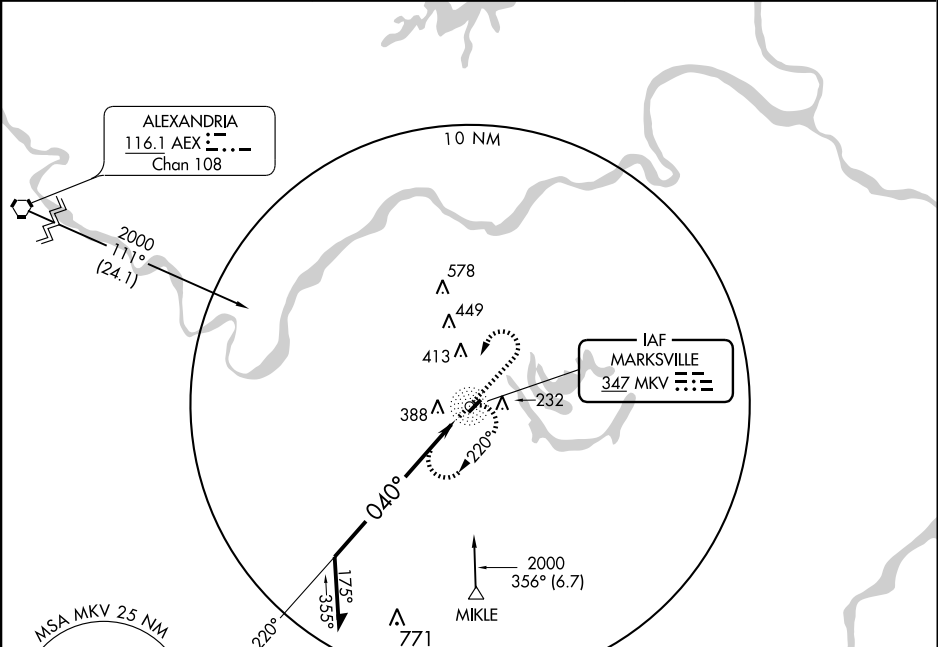 ALEXANDRIA
116.1 AEX
Chan 108
10 NM
2000
111°
(24.1)
578
449
413
IAF
MARKSVILLE
347 MKV
388
232
220°
040°
2000
356° (6.7)
MIKLE
175°
355°
220°
771
MSA MKV 25 NM